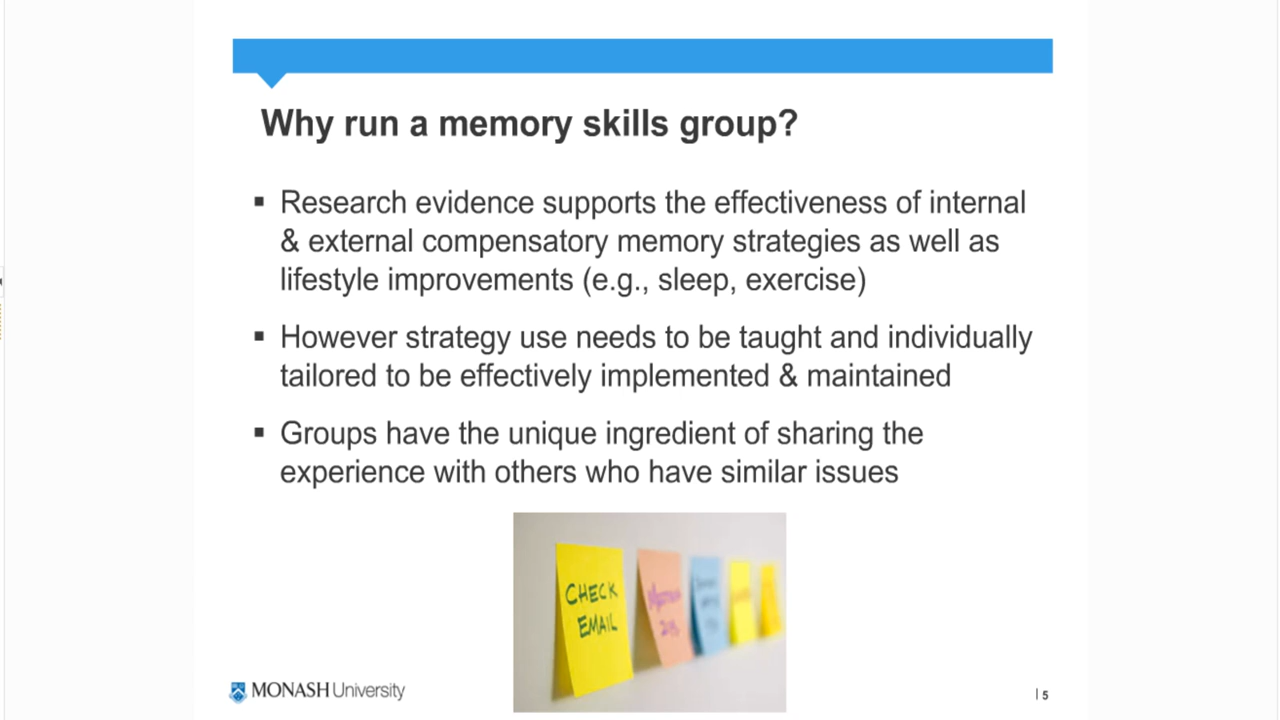 Why run a memory skills group?
▪ Research evidence supports the effectiveness of internal
& external compensatory memory strategies as well as
lifestyle improvements (e.g., sleep, exercise)
▪ However strategy use needs to be taught and individually
tailored to be effectively implemented & maintained
▪ Groups have the unique ingredient of sharing the
experience with others who have similar issues
CHECK
EMAIL
MONASH University
| 5